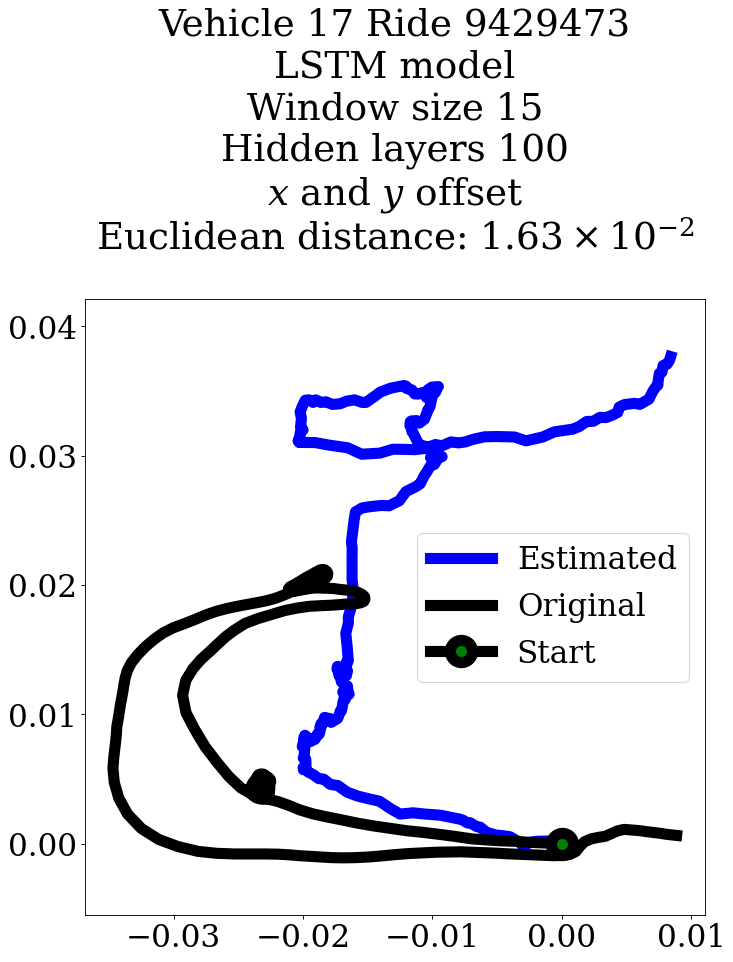 Vehicle 17 Ride 9429473
LSTM model
Window size 15
Hidden layers 100
x and y offset
Euclidean distance: 1.63 × 10⁻²
0.04
0.03
0.02
0.01
0.00
Estimated
Original
Start
−0.03 −0.02 −0.01 0.00 0.01